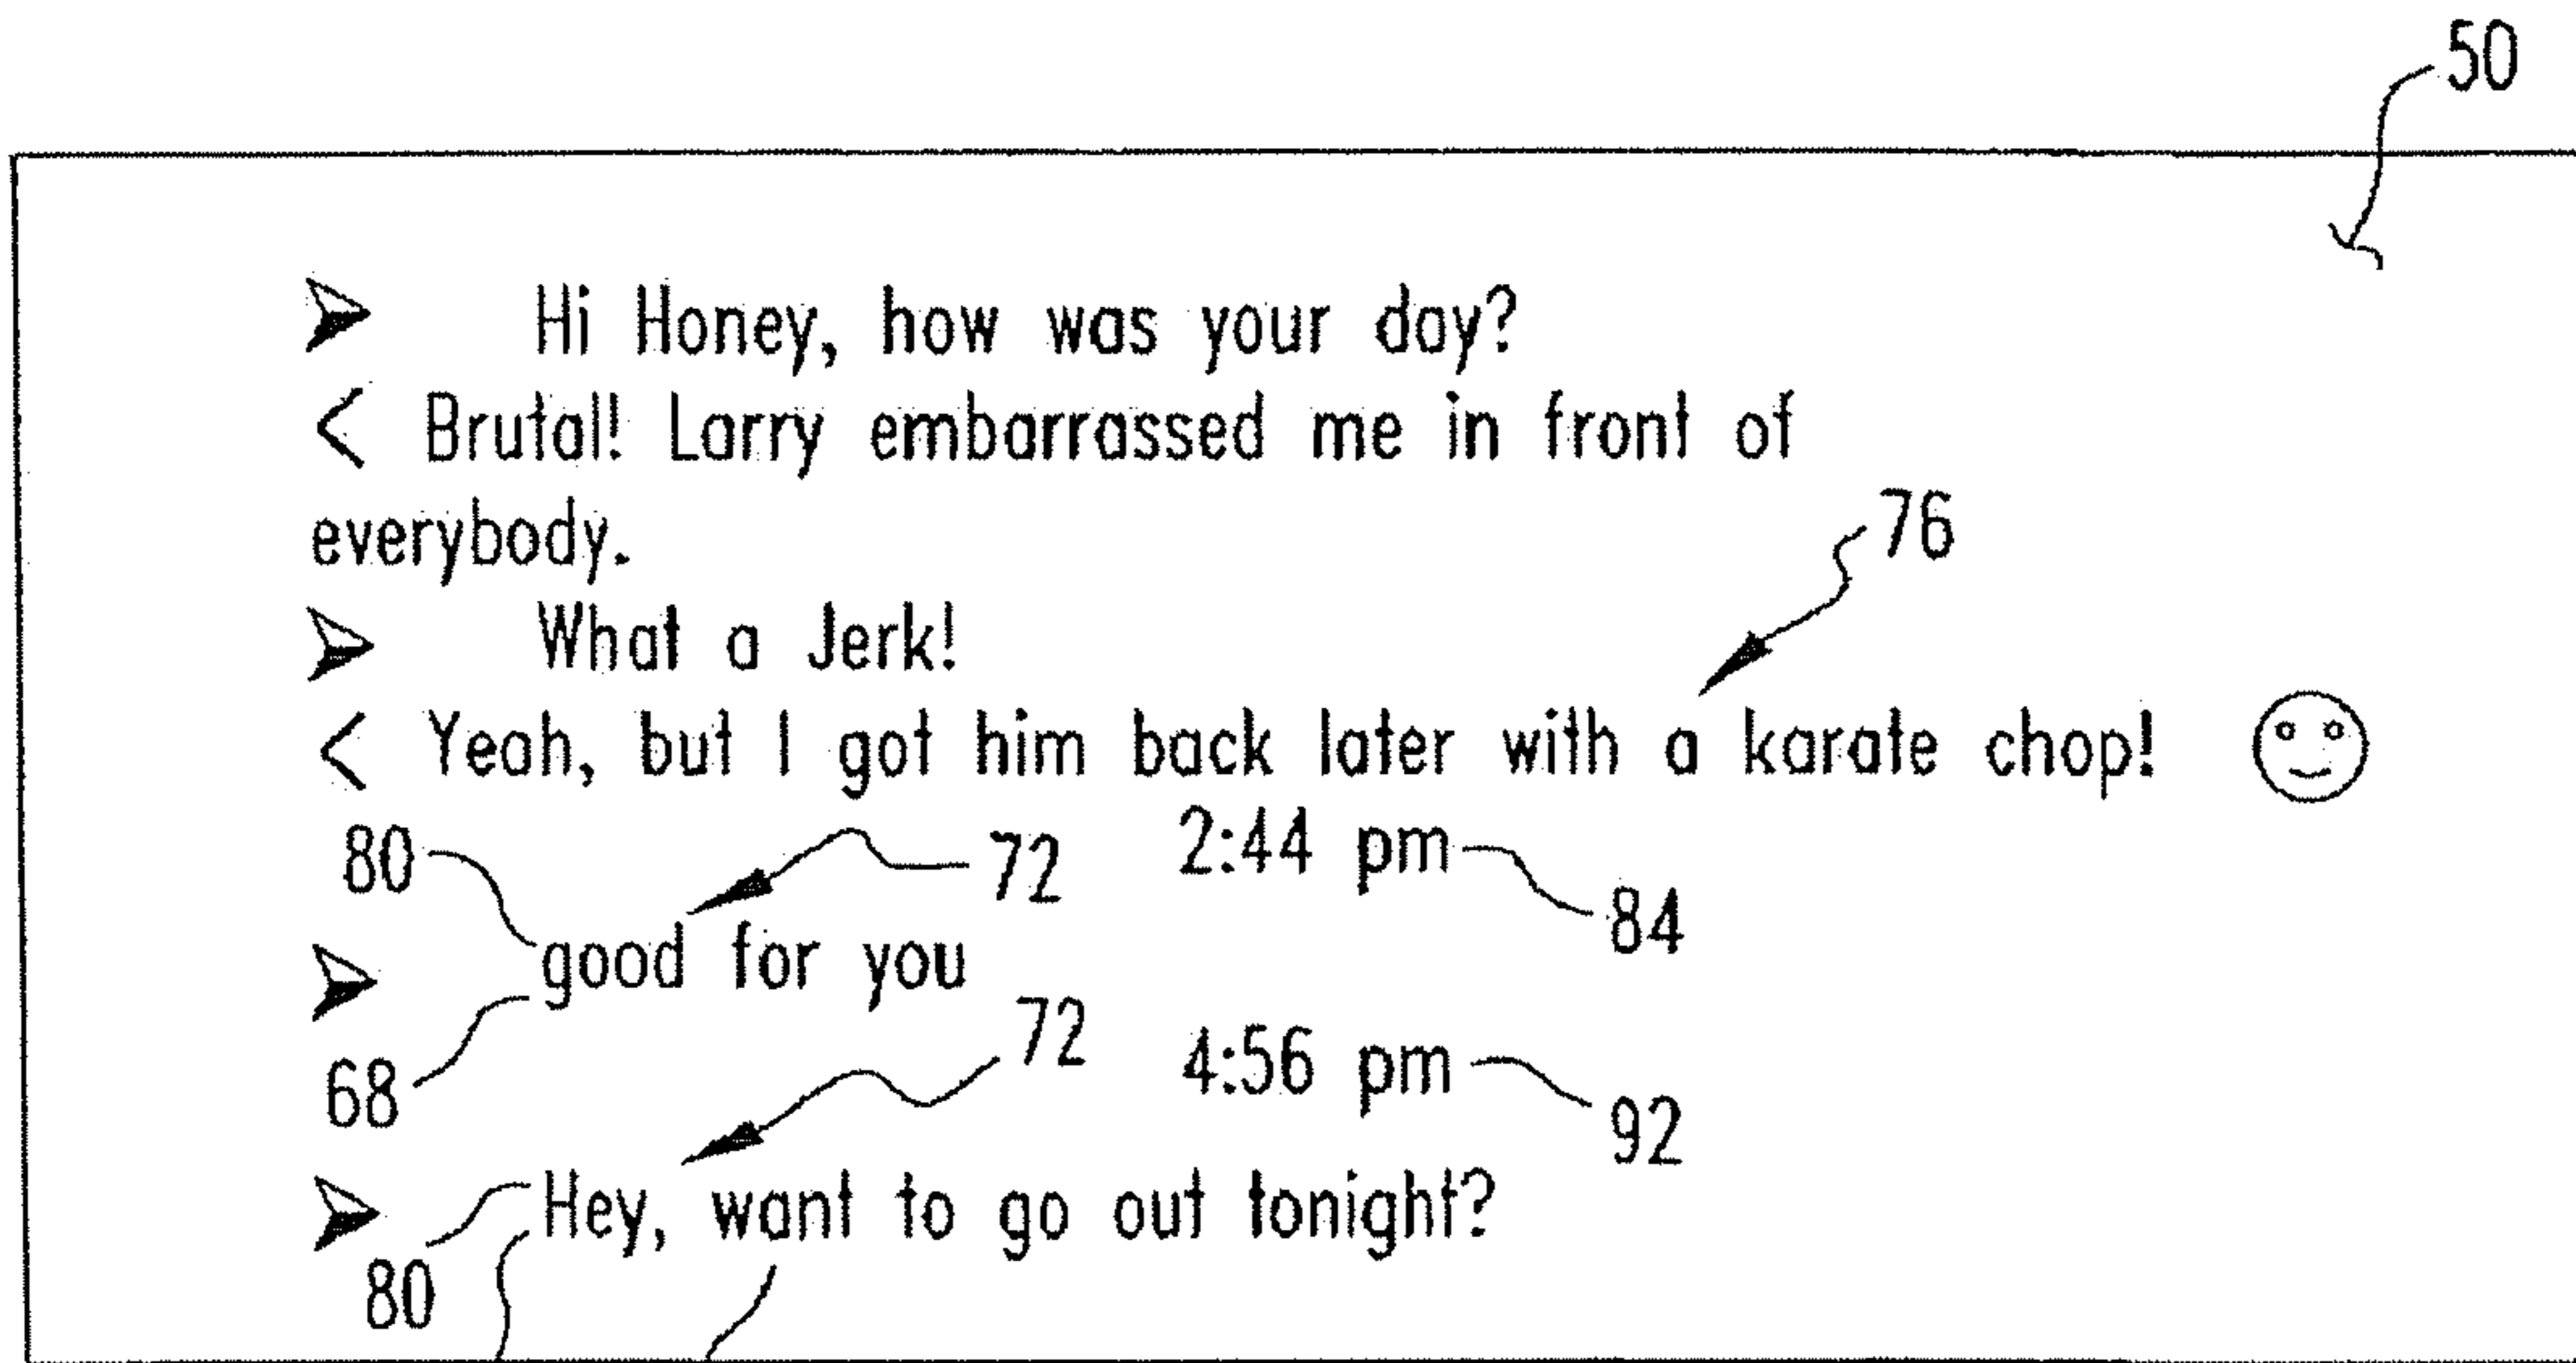 50
➢ Hi Honey, how was your day?
< Brutal! Larry embarrassed me in front of
everybody.
76
➢ What a Jerk!
< Yeah, but I got him back later with a karate chop! ☺
80 72 2:44 pm
84
➢ good for you
68 72 4:56 pm
92
➢ Hey, want to go out tonight?
80